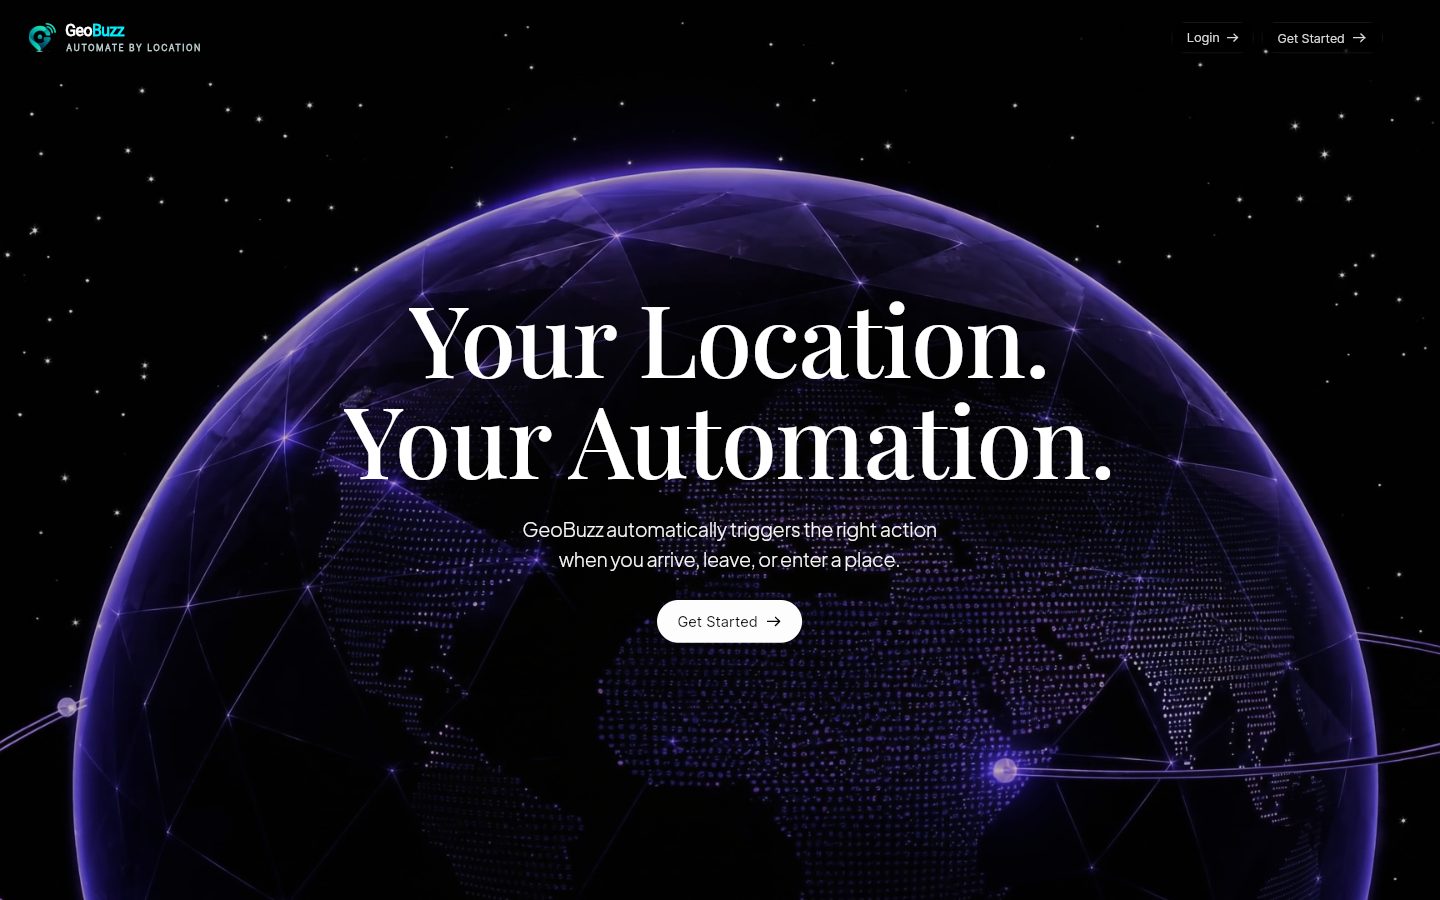 GeoBuzz
AUTOMATE BY LOCATION
Login
Get Started
Your Location.
Your Automation.
GeoBuzz automatically triggers the right action
when you arrive, leave, or enter a place.
Get Started